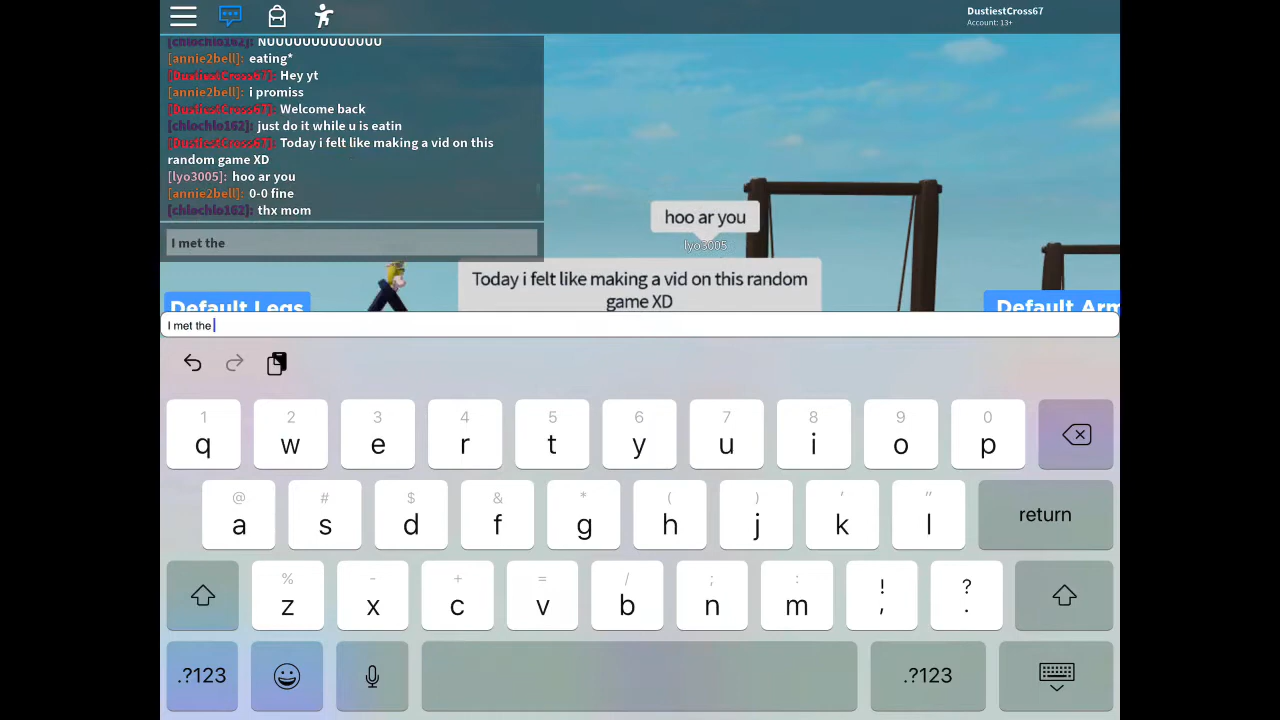 DustiestCross67
Account: 13+
[chlochlo162]: NUUUUUUUUUUUUU
[annie2bell]: eating*
[DustiestCross67]: Hey yt
[annie2bell]: i promiss
[DustiestCross67]: Welcome back
[chlochlo162]: just do it while u is eatin
[DustiestCross67]: Today i felt like making a vid on this
random game XD
[lyo3005]: hoo ar you
[annie2bell]: 0-0 fine
[chlochlo162]: thx mom
I met the
hoo ar you
lyo3005
Today i felt like making a vid on this random
game XD
Default Legs
Default Arm
I met the
1 2 3 4 5 6 7 8 9 0
q w e r t y u i o p
@ # $ & * ( ) ' "
a s d f g h j k l return
% - + = / ; : ! ?
z x c v b n m , .
.?123 .?123